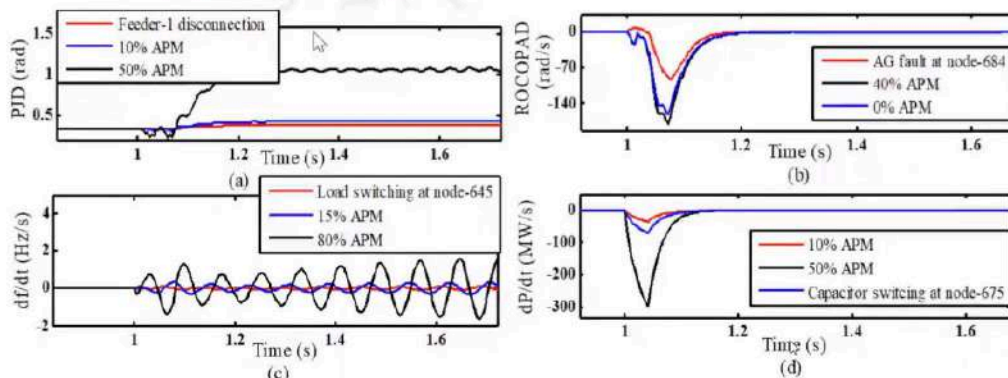 PJD (rad)
1.5
1
0.5
Feeder-1 disconnection
10% APM
50% APM
1 1.2 1.4 1.6
Time (s)
(a)
ROCOPAD
(rad/s)
0
-70
-140
AG fault at node-684
40% APM
0% APM
1 1.2 1.4 1.6
Time (s)
(b)
df/dt (Hz/s)
4
2
0
-2
Load switching at node-645
15% APM
80% APM
1 1.2 1.4 1.6
Time (s)
(c)
dP/dt (MW/s)
0
-100
-200
-300
10% APM
50% APM
Capacitor switcing at node-675
1 1.2 1.4 1.6
Time (s)
(d)